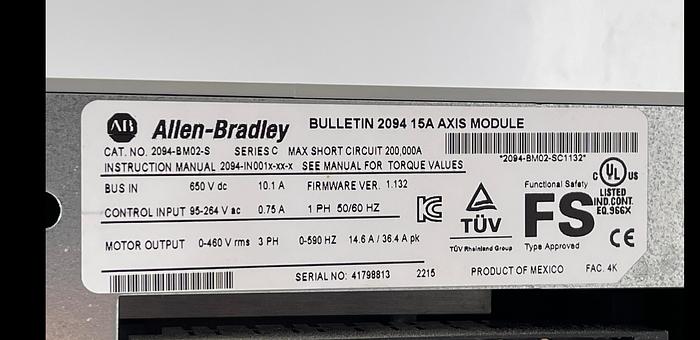 AB Allen-Bradley BULLETIN 2094 15A AXIS MODULE
CAT. NO. 2094-BM02-S SERIES C MAX SHORT CIRCUIT 200,000A
*2094-BM02-SC1132*
INSTRUCTION MANUAL 2094-IN001x-xx-x SEE MANUAL FOR TORQUE VALUES
BUS IN 650 V dc 10.1 A FIRMWARE VER. 1.132
CONTROL INPUT 95-264 V ac 0.75 A 1 PH 50/60 HZ
MOTOR OUTPUT 0-460 V rms 3 PH 0-590 HZ 14.6 A / 36.4 A pk
KC
TÜV
TÜV Rheinland Group
Functional Safety
FS
Type Approved
C UL US
LISTED
IND.CONT.
EQ.966X
CE
SERIAL NO: 41798813 2215 PRODUCT OF MEXICO FAC. 4K